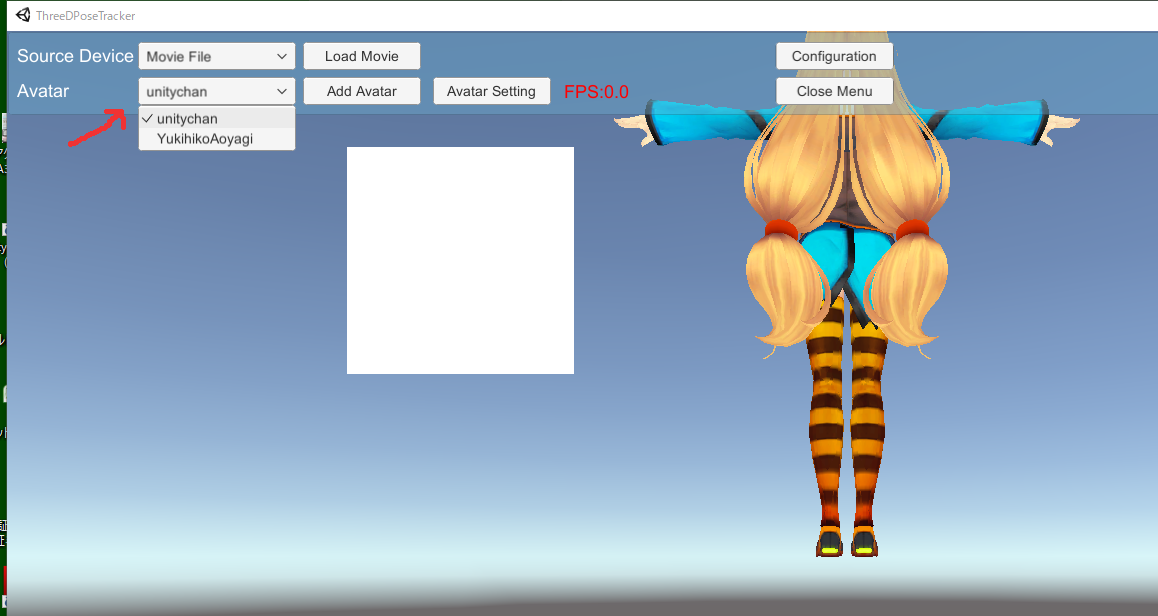 ThreeDPoseTracker
Source Device Movie File Load Movie Configuration
Avatar unitychan Add Avatar Avatar Setting FPS:0.0 Close Menu
unitychan
YukihikoAoyagi